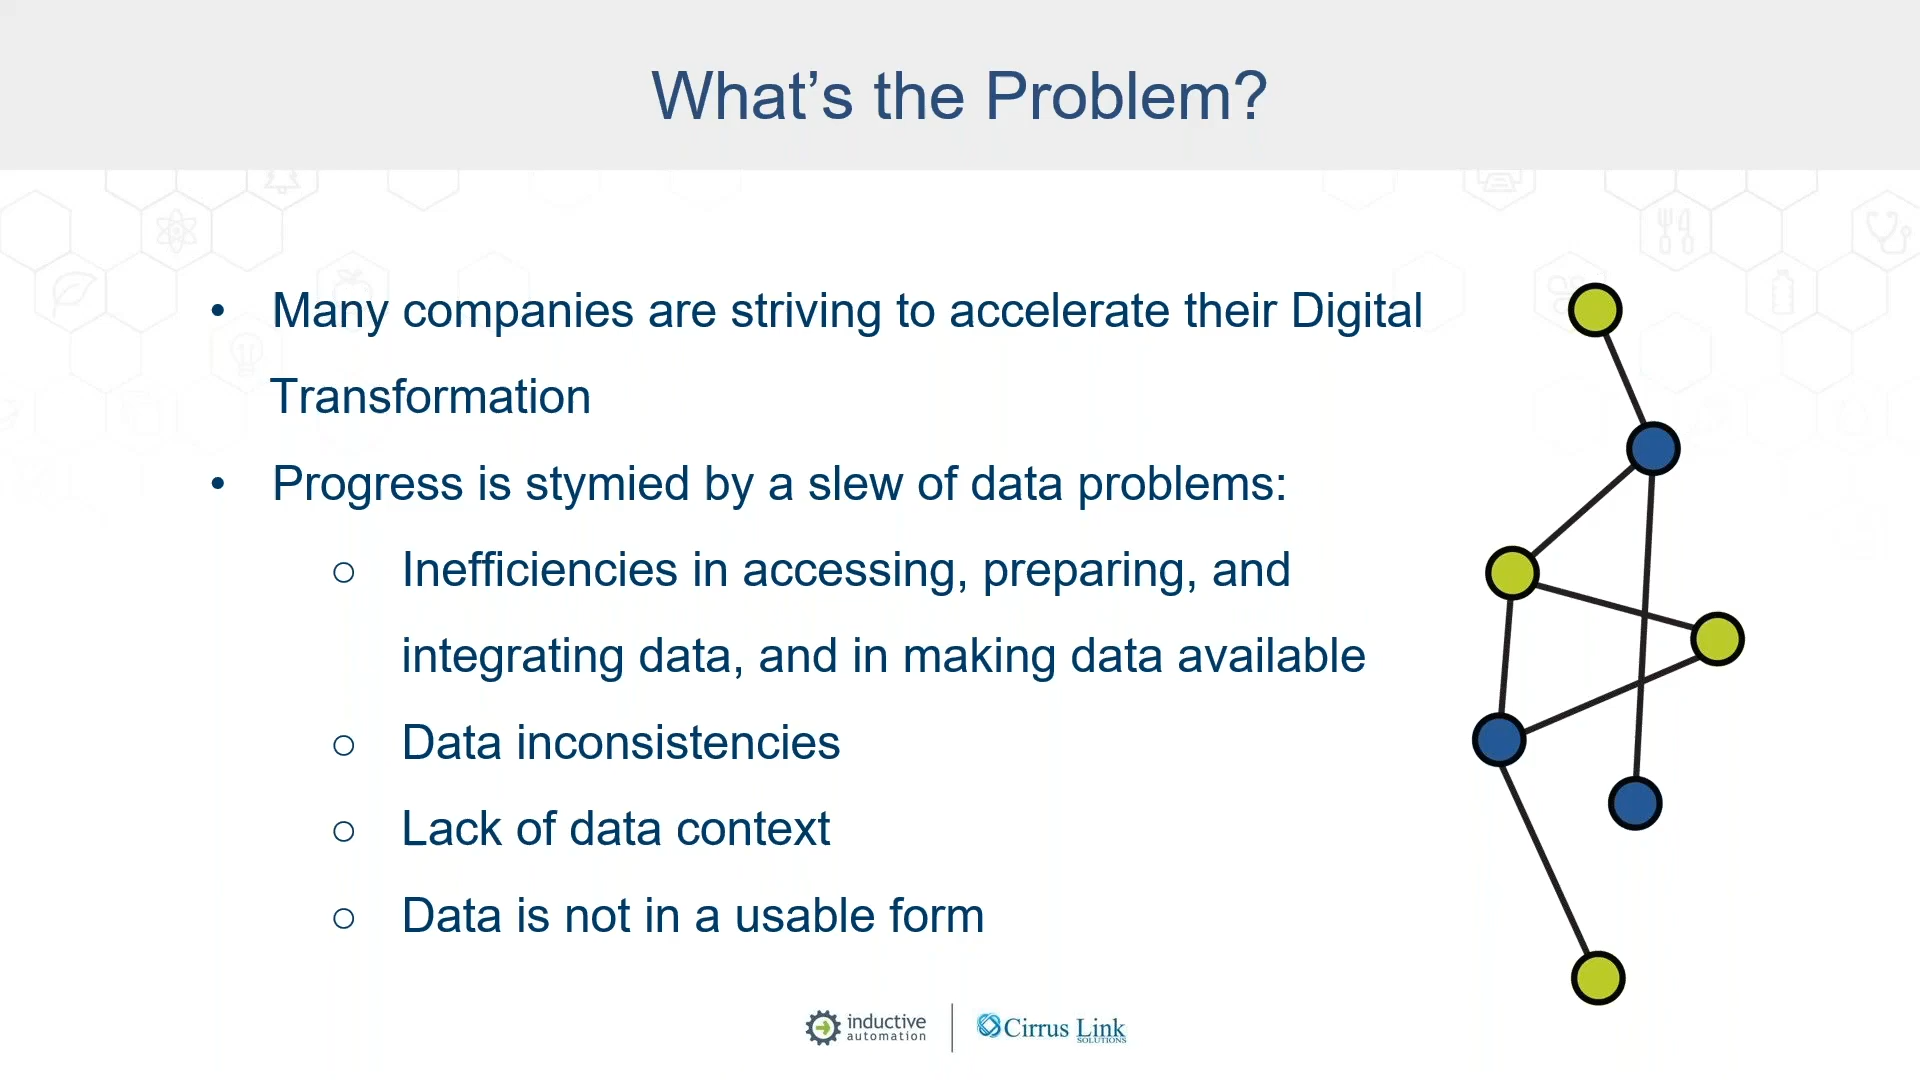 What’s the Problem?
• Many companies are striving to accelerate their Digital
Transformation
• Progress is stymied by a slew of data problems:
○ Inefficiencies in accessing, preparing, and
integrating data, and in making data available
○ Data inconsistencies
○ Lack of data context
○ Data is not in a usable form
inductive
automation
Cirrus Link
SOLUTIONS